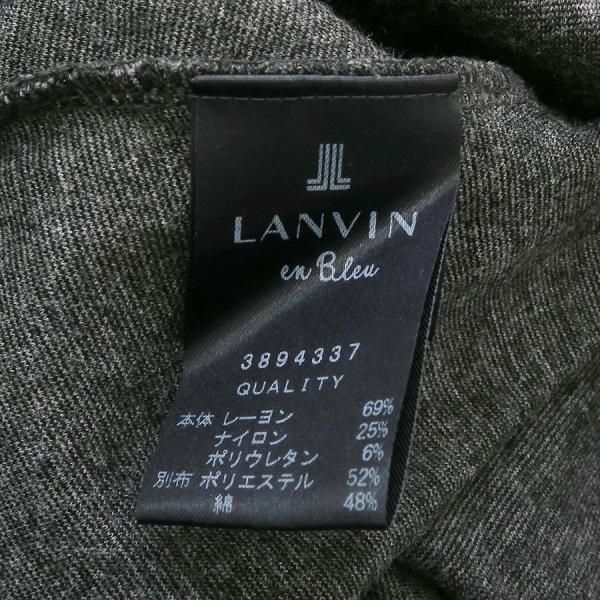 LANVIN
en Bleu
3894337
QUALITY
本体 レーヨン 69%
ナイロン 25%
ポリウレタン 6%
別布 ポリエステル 52%
綿 48%